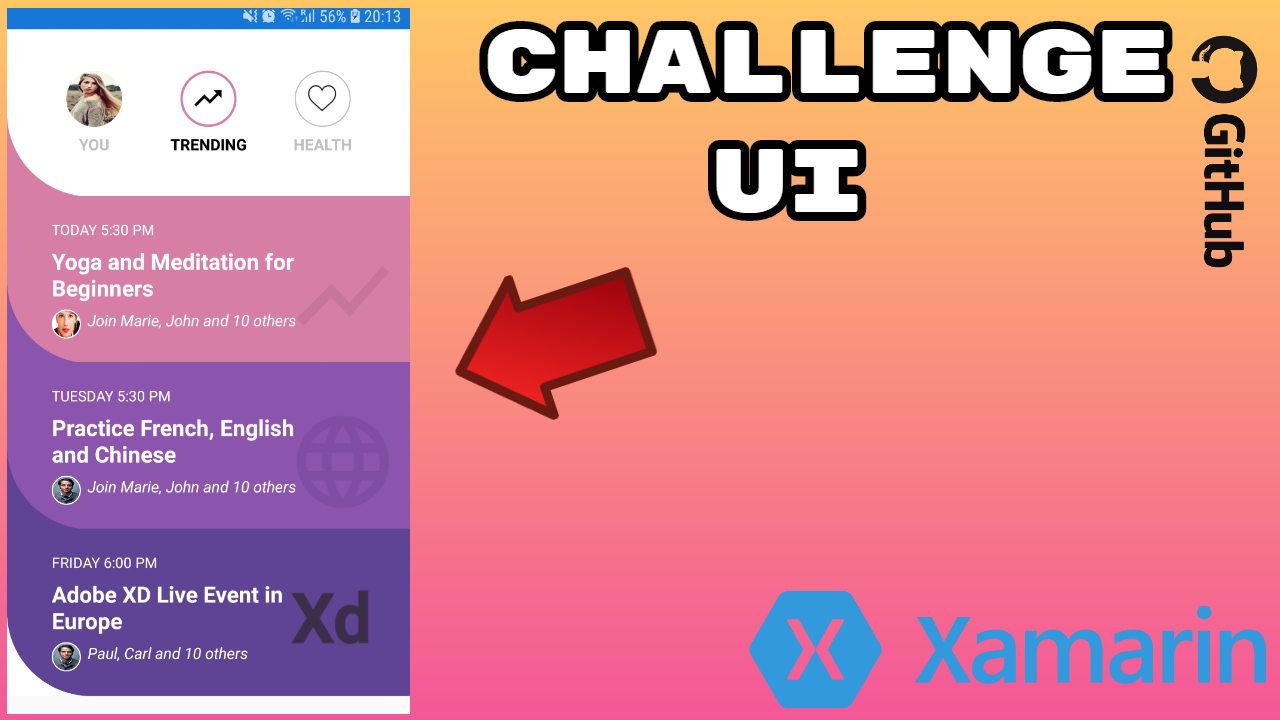 56% 20:13
YOU
TRENDING
HEALTH
TODAY 5:30 PM
Yoga and Meditation for
Beginners
Join Marie, John and 10 others
TUESDAY 5:30 PM
Practice French, English
and Chinese
Join Marie, John and 10 others
FRIDAY 6:00 PM
Adobe XD Live Event in
Europe
Xd
Paul, Carl and 10 others
CHALLENGE
UI
GitHub
X Xamarin